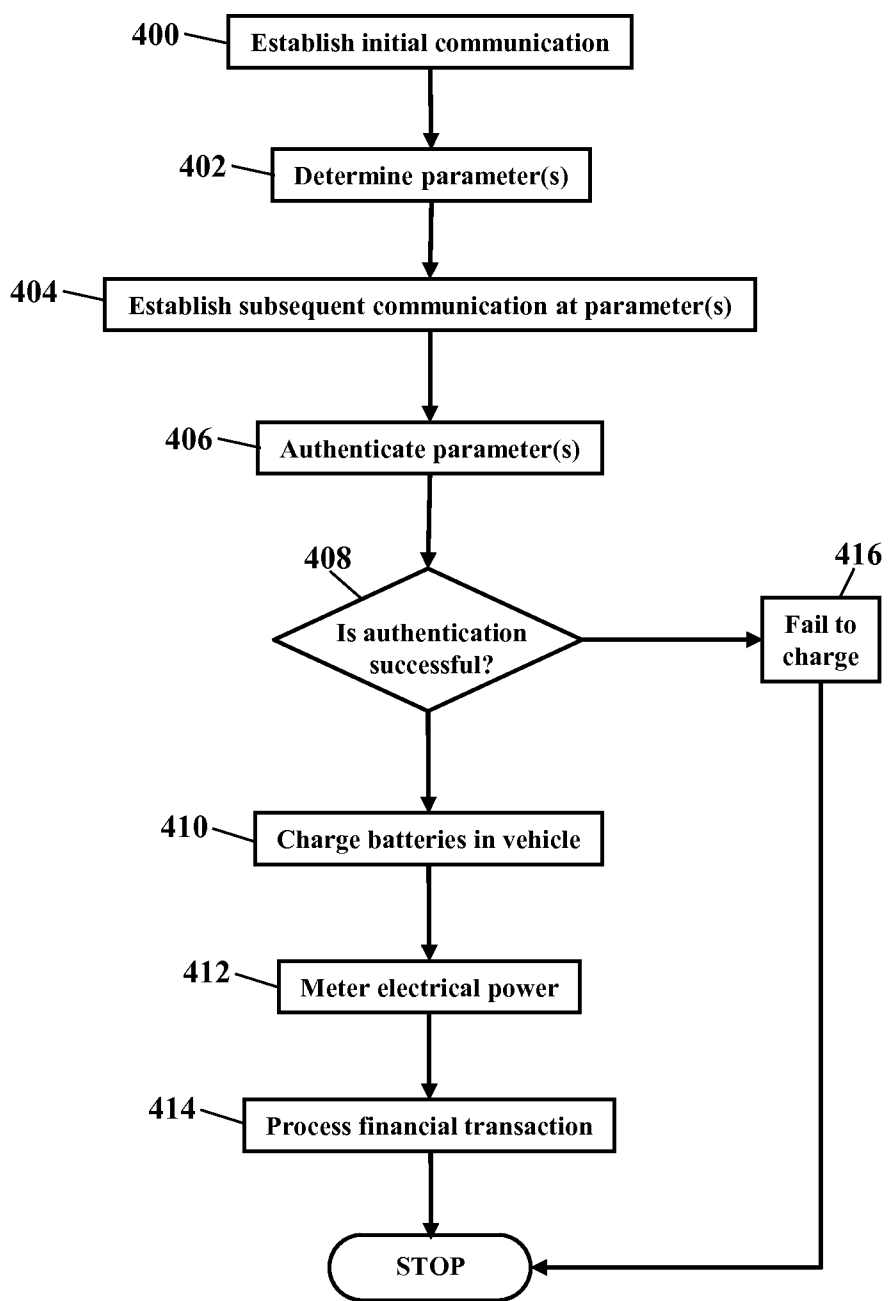 400
Establish initial communication
402
Determine parameter(s)
404
Establish subsequent communication at parameter(s)
406
Authenticate parameter(s)
408
Is authentication
successful?
416
Fail to
charge
410
Charge batteries in vehicle
412
Meter electrical power
414
Process financial transaction
STOP